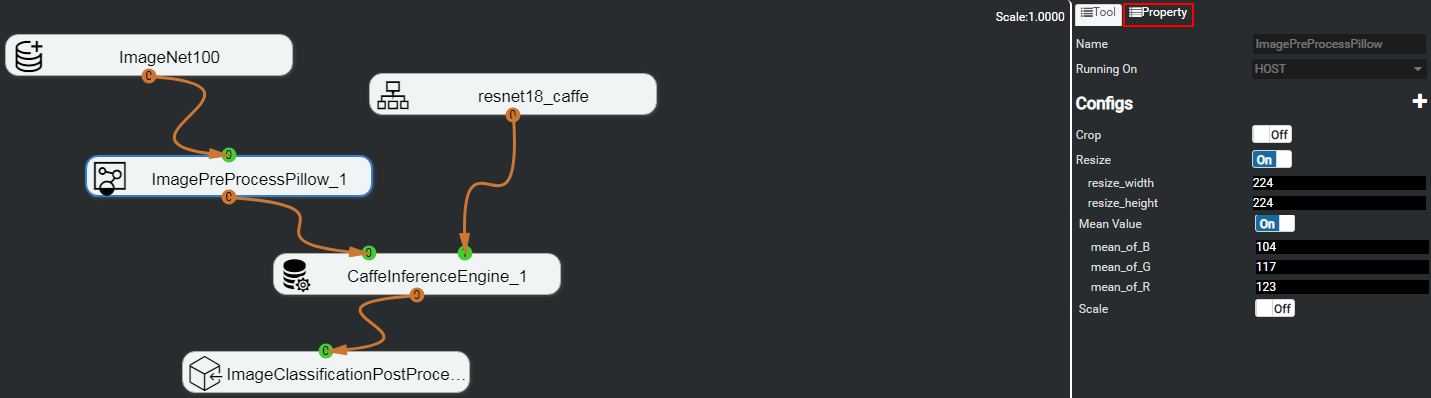 Scale:1.0000
ImageNet100
resnet18_caffe
ImagePreProcessPillow_1
CaffeInferenceEngine_1
ImageClassificationPostProce...
Tool Property
Name ImagePreProcessPillow
Running On HOST
Configs +
Crop Off
Resize On
resize_width 224
resize_height 224
Mean Value On
mean_of_B 104
mean_of_G 117
mean_of_R 123
Scale Off